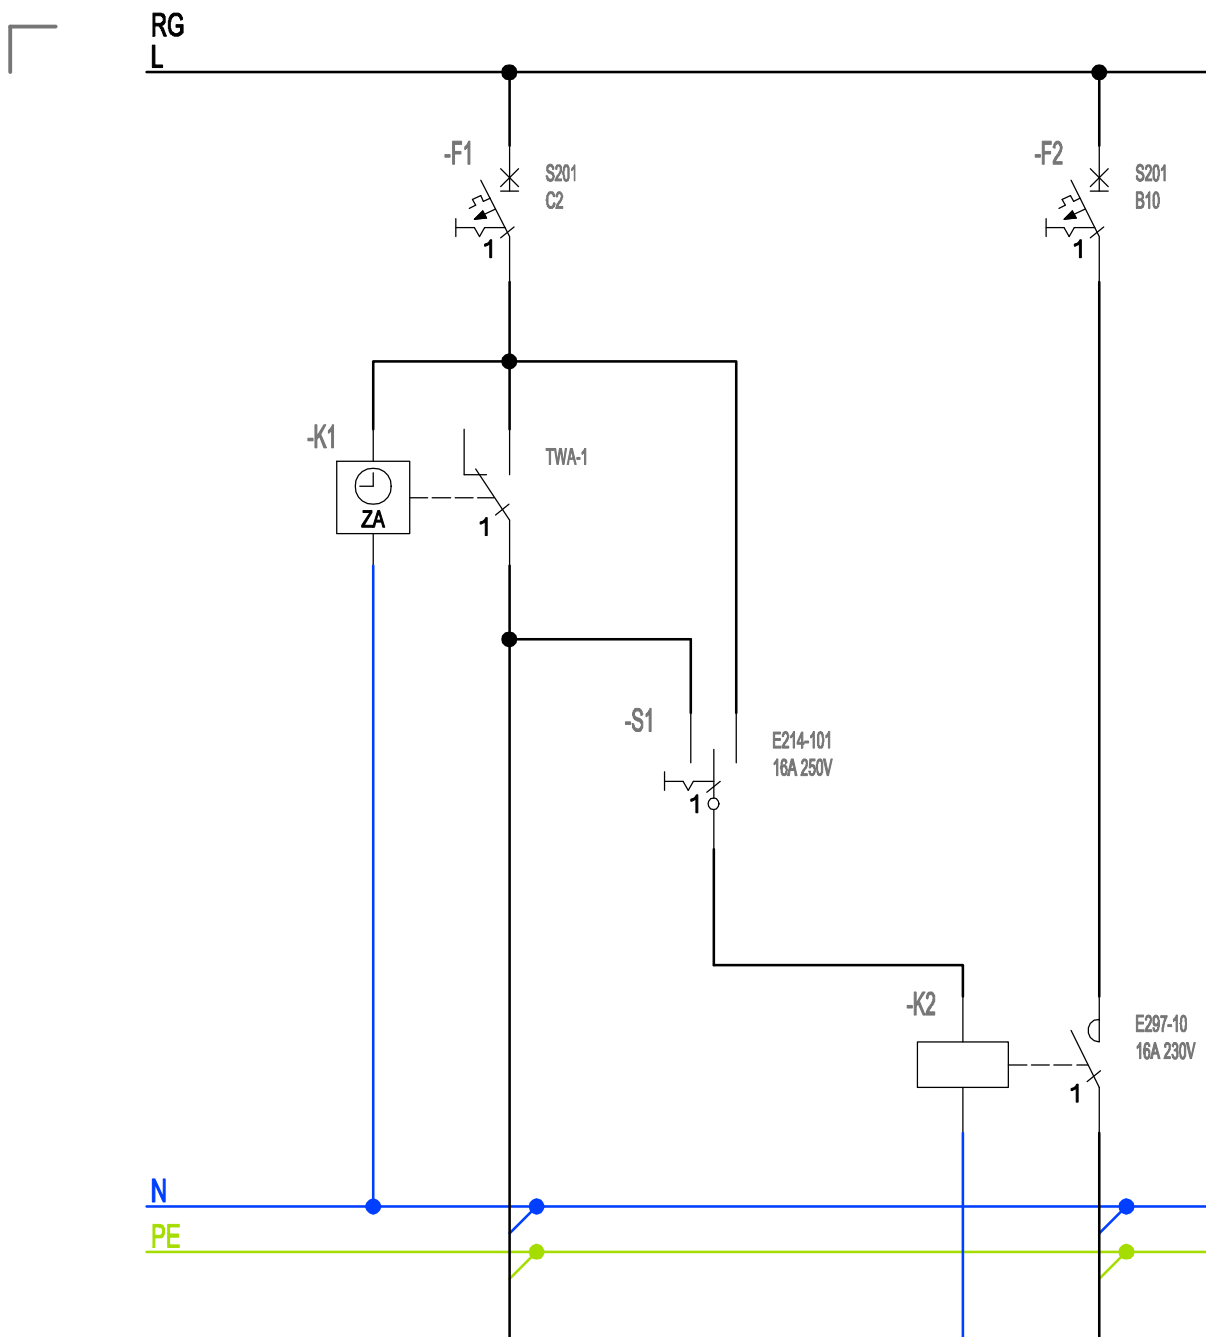 RG
L
-F1
S201
C2
1
-F2
S201
B10
1
-K1
ZA
TWA-1
1
-S1
E214-101
16A 250V
1
-K2
E297-10
16A 230V
1
N
PE